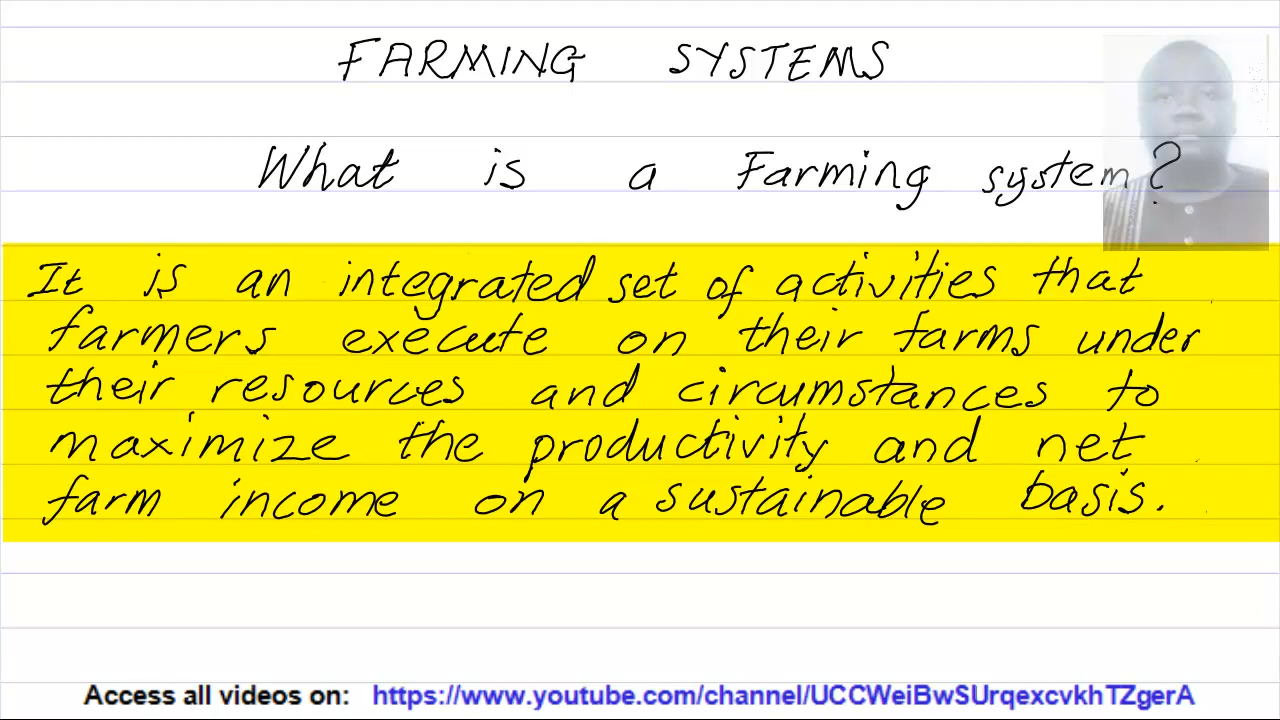 FARMING SYSTEMS
What is a Farming system?
It is an integrated set of activities that
farmers execute on their farms under
their resources and circumstances to
maximize the productivity and net
farm income on a sustainable basis.
Access all videos on: https://www.youtube.com/channel/UCCWeiBwSUrqexcvkhTZgerA